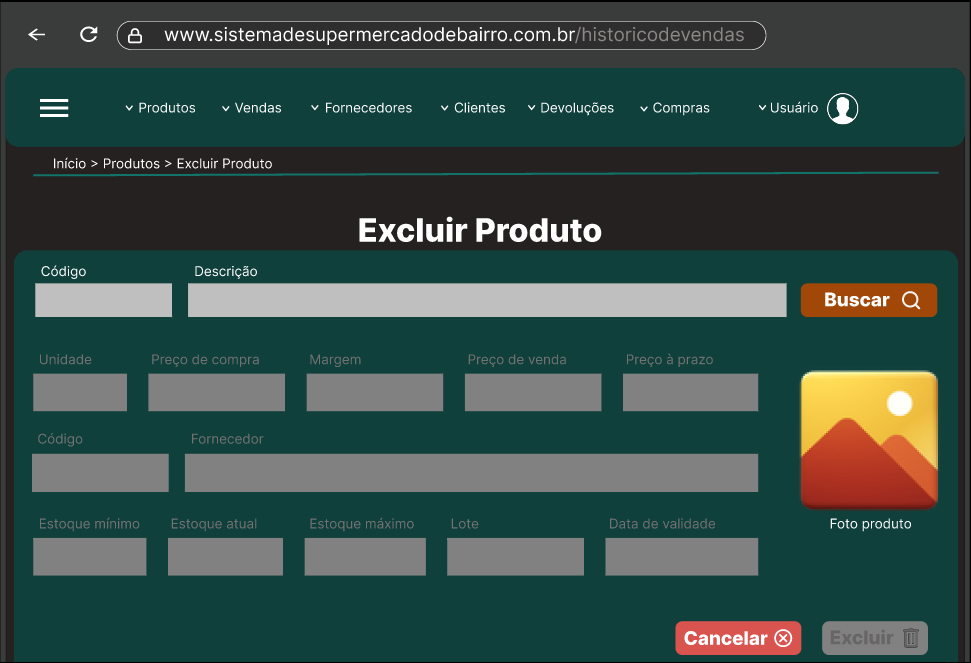 www.sistemadesupermercadodebairro.com.br/historicodevendas
Produtos Vendas Fornecedores Clientes Devoluções Compras Usuário
Início > Produtos > Excluir Produto
Excluir Produto
Código Descrição
Buscar
Unidade Preço de compra Margem Preço de venda Preço à prazo
Código Fornecedor
Estoque mínimo Estoque atual Estoque máximo Lote Data de validade
Foto produto
Cancelar Excluir